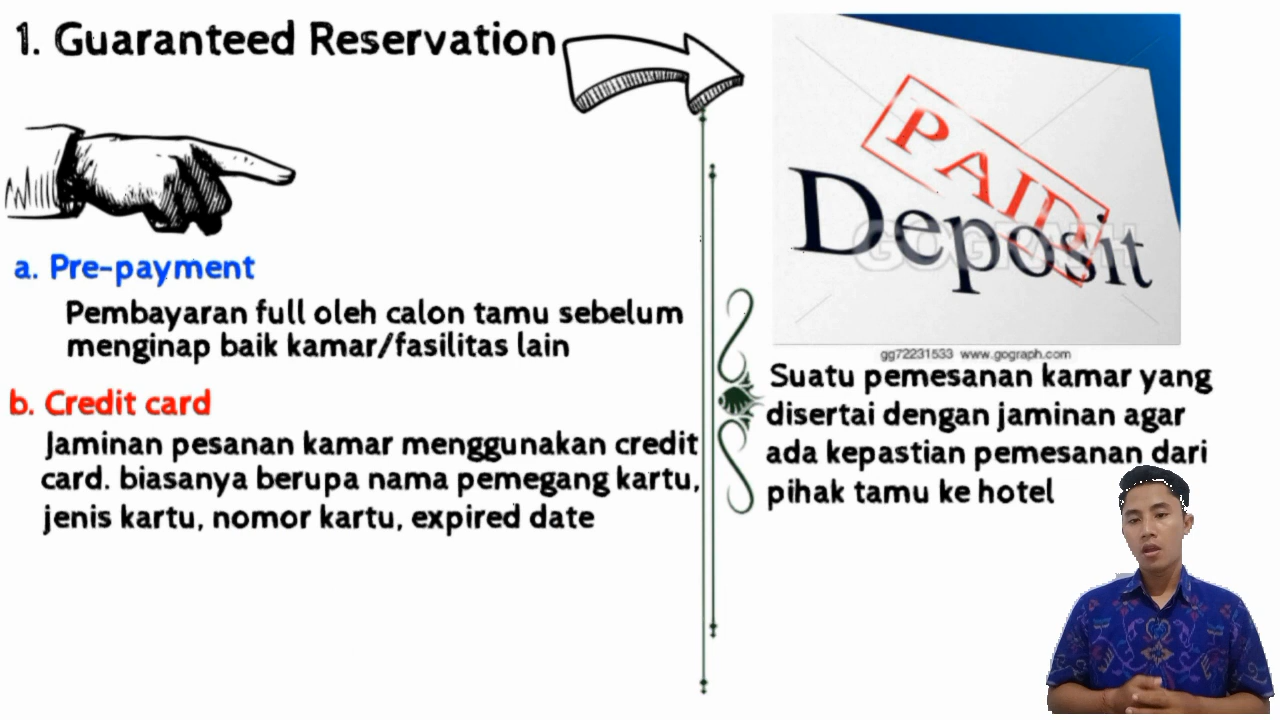 1. Guaranteed Reservation
a. Pre-payment
Pembayaran full oleh calon tamu sebelum
menginap baik kamar/fasilitas lain
b. Credit card
Jaminan pesanan kamar menggunakan credit
card. biasanya berupa nama pemegang kartu,
jenis kartu, nomor kartu, expired date
PAID
Deposit
GOGRAPH
gg72231533 www.gograph.com
Suatu pemesanan kamar yang
disertai dengan jaminan agar
ada kepastian pemesanan dari
pihak tamu ke hotel